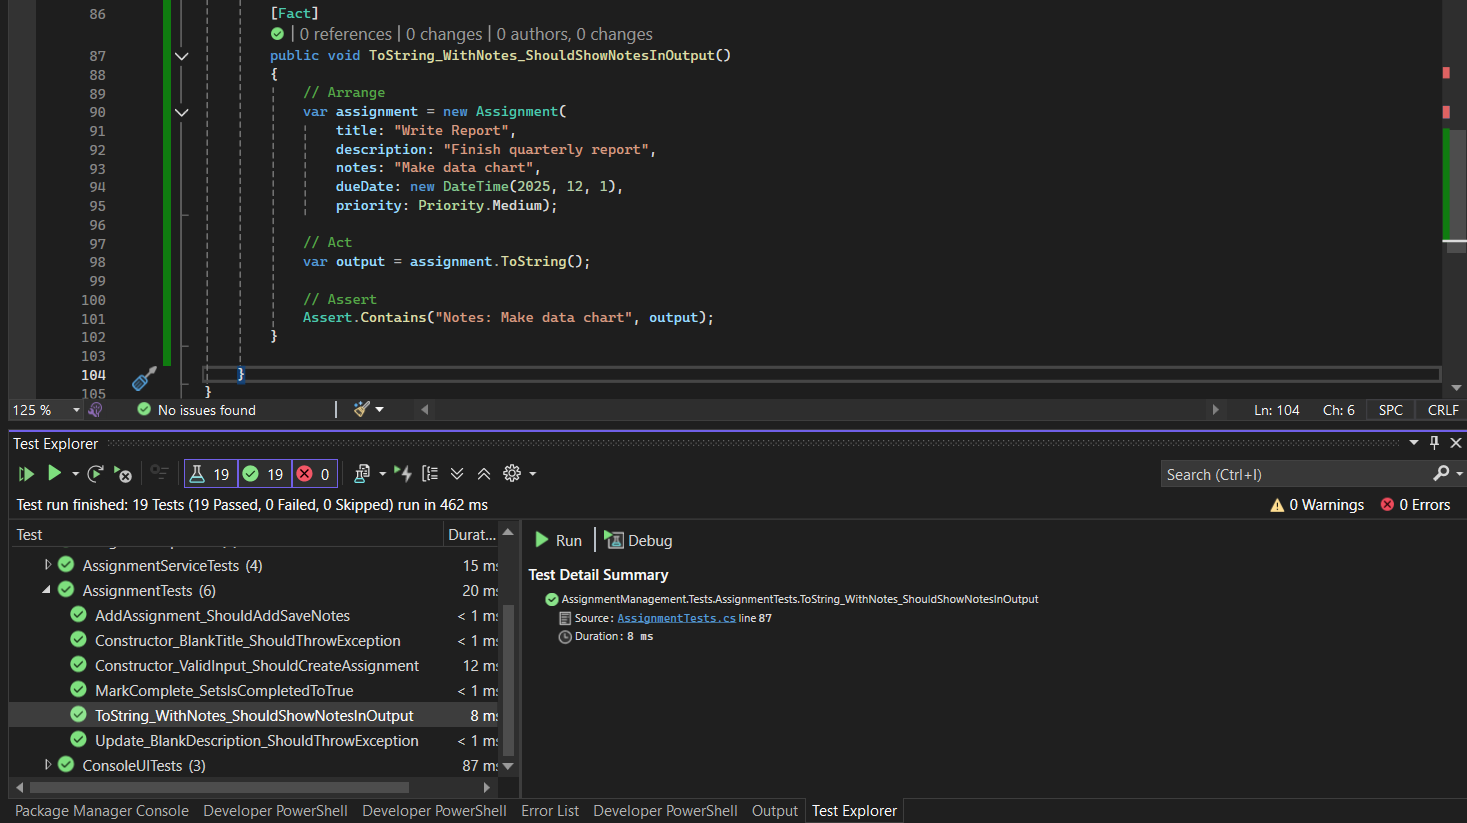 86 [Fact]
| 0 references | 0 changes | 0 authors, 0 changes
87 public void ToString_WithNotes_ShouldShowNotesInOutput()
88 {
89 // Arrange
90 var assignment = new Assignment(
91 title: "Write Report",
92 description: "Finish quarterly report",
93 notes: "Make data chart",
94 dueDate: new DateTime(2025, 12, 1),
95 priority: Priority.Medium);
96
97 // Act
98 var output = assignment.ToString();
99
100 // Assert
101 Assert.Contains("Notes: Make data chart", output);
102 }
103
104 }
105 }
125 % No issues found Ln: 104 Ch: 6 SPC CRLF
Test Explorer
19 19 0 Search (Ctrl+I)
Test run finished: 19 Tests (19 Passed, 0 Failed, 0 Skipped) run in 462 ms 0 Warnings 0 Errors
Test Durat... Run Debug
AssignmentServiceTests (4) 15 ms
AssignmentTests (6) 20 ms
AddAssignment_ShouldAddSaveNotes < 1 ms
Constructor_BlankTitle_ShouldThrowException < 1 ms
Constructor_ValidInput_ShouldCreateAssignment 12 ms
MarkComplete_SetsIsCompletedToTrue < 1 ms
ToString_WithNotes_ShouldShowNotesInOutput 8 ms
Update_BlankDescription_ShouldThrowException < 1 ms
ConsoleUITests (3) 87 ms
Test Detail Summary
AssignmentManagement.Tests.AssignmentTests.ToString_WithNotes_ShouldShowNotesInOutput
Source: AssignmentTests.cs line 87
Duration: 8 ms
Package Manager Console Developer PowerShell Developer PowerShell Error List Developer PowerShell Output Test Explorer